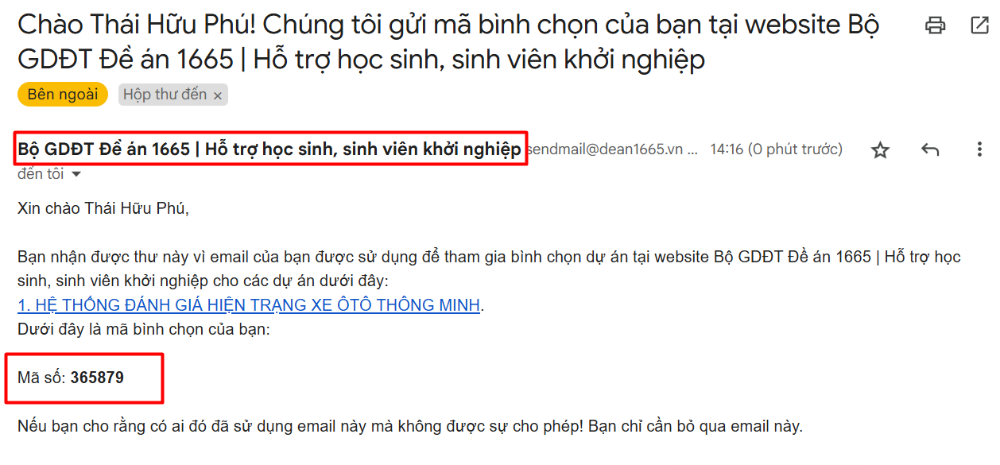 Chào Thái Hữu Phú! Chúng tôi gửi mã bình chọn của bạn tại website Bộ
GDĐT Đề án 1665 | Hỗ trợ học sinh, sinh viên khởi nghiệp
Bên ngoài Hộp thư đến ×
Bộ GDĐT Đề án 1665 | Hỗ trợ học sinh, sinh viên khởi nghiệp sendmail@dean1665.vn ... 14:16 (0 phút trước)
đến tôi
Xin chào Thái Hữu Phú,
Bạn nhận được thư này vì email của bạn được sử dụng để tham gia bình chọn dự án tại website Bộ GDĐT Đề án 1665 | Hỗ trợ học
sinh, sinh viên khởi nghiệp cho các dự án dưới đây:
1. HỆ THỐNG ĐÁNH GIÁ HIỆN TRẠNG XE ÔTÔ THÔNG MINH.
Dưới đây là mã bình chọn của bạn:
Mã số: 365879
Nếu bạn cho rằng có ai đó đã sử dụng email này mà không được sự cho phép! Bạn chỉ cần bỏ qua email này.